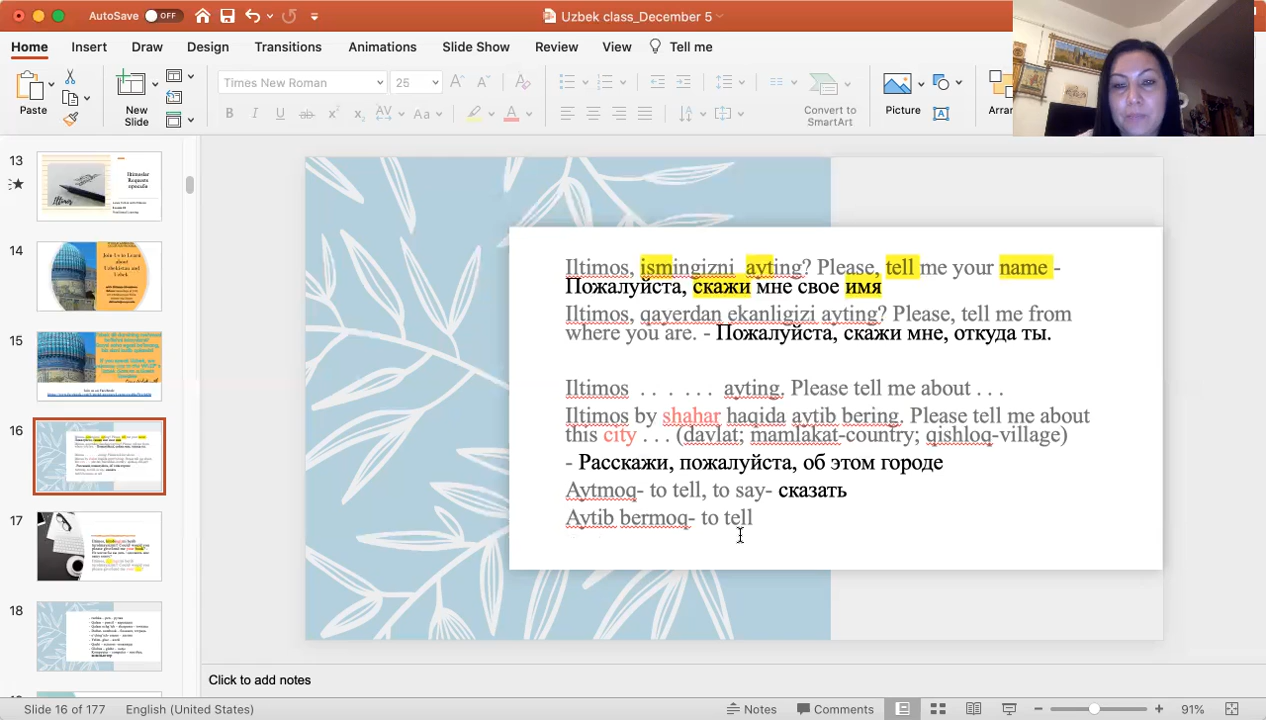 AutoSave OFF
Uzbek class_December 5
Home Insert Draw Design Transitions Animations Slide Show Review View Tell me
Paste
New
Slide
Times New Roman 25
Convert to
SmartArt
Picture
Arran
13
14
15
16
17
18
Iltimos, ismingizni ayting? Please, tell me your name -
Пожалуйста, скажи мне свое имя
Iltimos, qaverdan ekanligizi ayting? Please, tell me from
where you are. - Пожалуйста, скажи мне, откуда ты.
Iltimos . . . . . . ayting. Please tell me about . . .
Iltimos by shahar haqida aytib bering. Please tell me about
this city . . . (davlat; mamlakat-country; qishloq-village)
- Расскажи, пожалуйста, об этом городе
Aytmoq- to tell, to say- сказать
Aytib bermoq- to tell
Click to add notes
Slide 16 of 177 English (United States) Notes Comments 91%